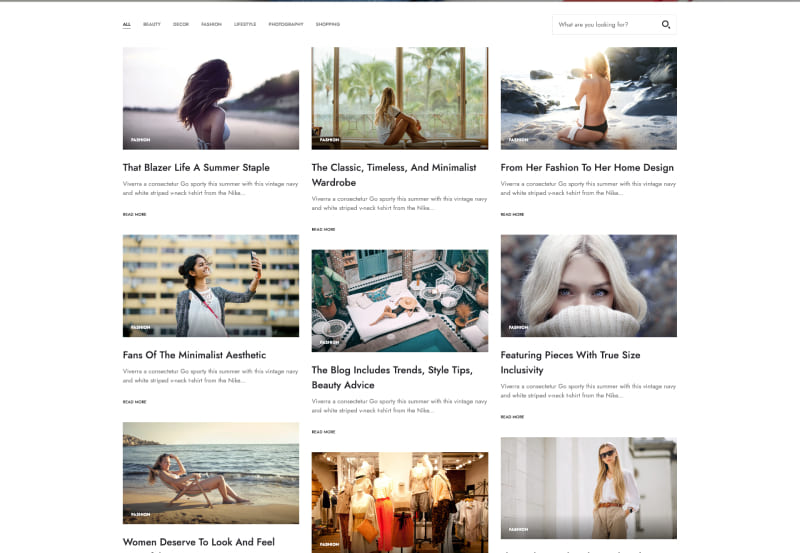 ALL BEAUTY DECOR FASHION LIFESTYLE PHOTOGRAPHY SHOPPING
What are you looking for?
FASHION
That Blazer Life A Summer Staple
Viverra a consectetur Go sporty this summer with this vintage navy
and white striped v-neck t-shirt from the Nike...
READ MORE
FASHION
The Classic, Timeless, And Minimalist
Wardrobe
Viverra a consectetur Go sporty this summer with this vintage navy
and white striped v-neck t-shirt from the Nike...
READ MORE
FASHION
From Her Fashion To Her Home Design
Viverra a consectetur Go sporty this summer with this vintage navy
and white striped v-neck t-shirt from the Nike...
READ MORE
FASHION
Fans Of The Minimalist Aesthetic
Viverra a consectetur Go sporty this summer with this vintage navy
and white striped v-neck t-shirt from the Nike...
READ MORE
FASHION
The Blog Includes Trends, Style Tips,
Beauty Advice
Viverra a consectetur Go sporty this summer with this vintage navy
and white striped v-neck t-shirt from the Nike...
READ MORE
FASHION
Featuring Pieces With True Size
Inclusivity
Viverra a consectetur Go sporty this summer with this vintage navy
and white striped v-neck t-shirt from the Nike...
READ MORE
FASHION
Women Deserve To Look And Feel
FASHION
FASHION